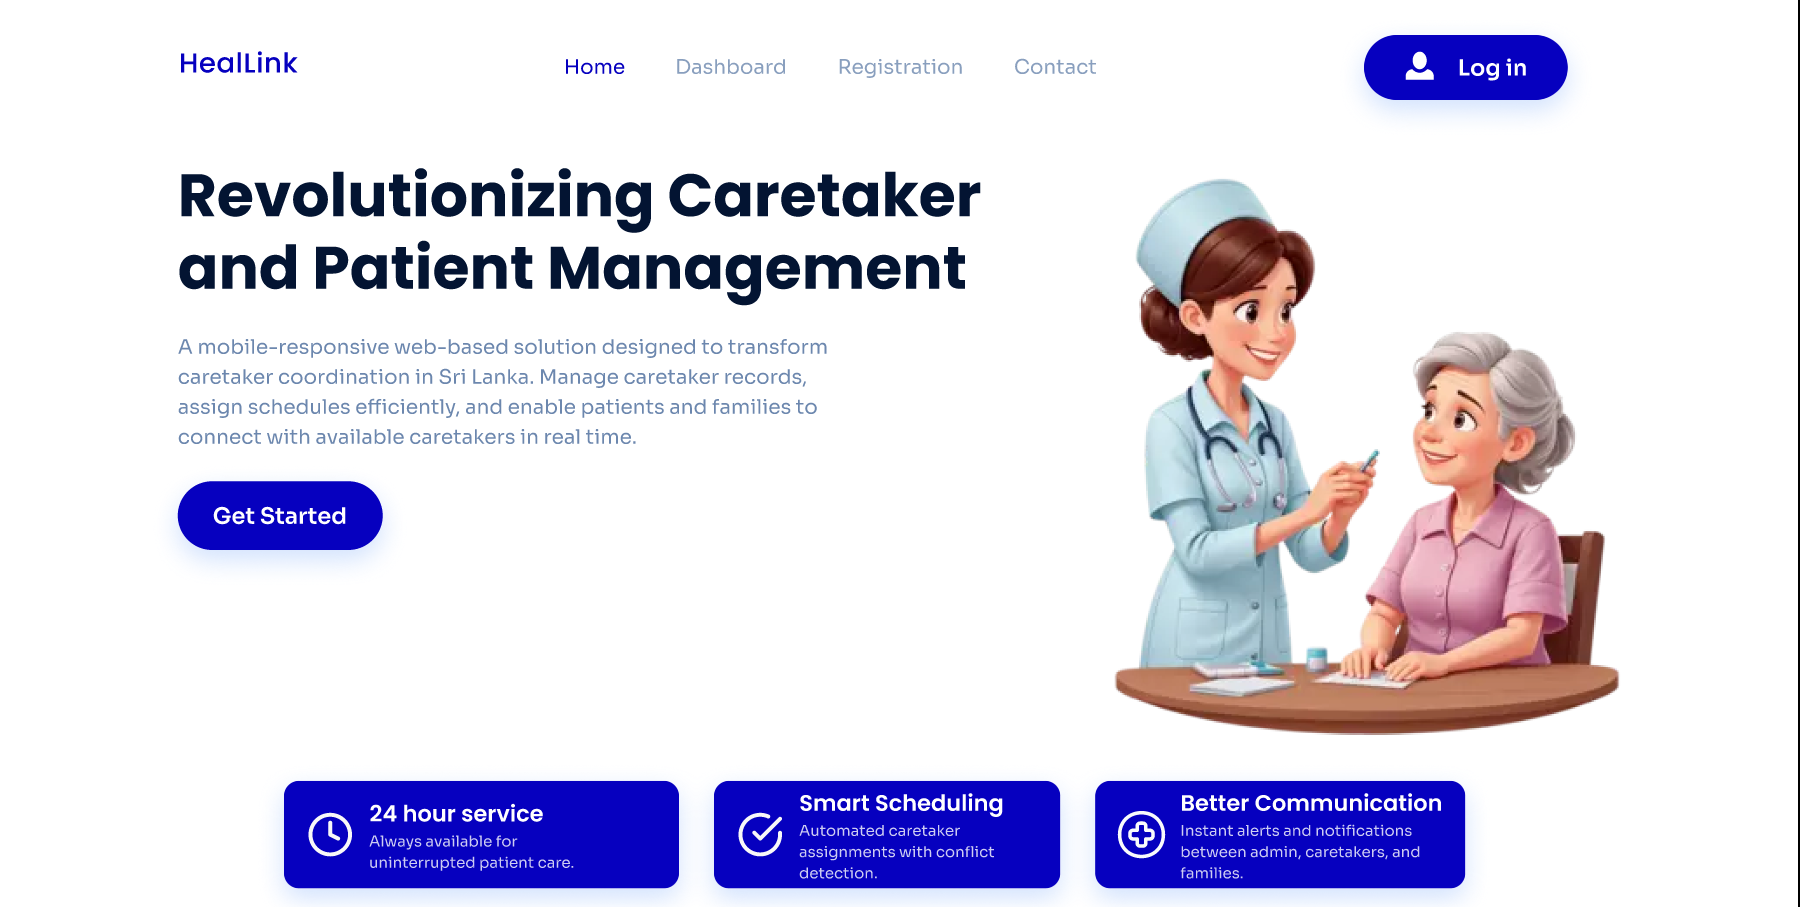 HealLink
Home
Dashboard
Registration
Contact
Log in
Revolutionizing Caretaker
and Patient Management
A mobile-responsive web-based solution designed to transform
caretaker coordination in Sri Lanka. Manage caretaker records,
assign schedules efficiently, and enable patients and families to
connect with available caretakers in real time.
Get Started
24 hour service
Always available for
uninterrupted patient care.
Smart Scheduling
Automated caretaker
assignments with conflict
detection.
Better Communication
Instant alerts and notifications
between admin, caretakers, and
families.